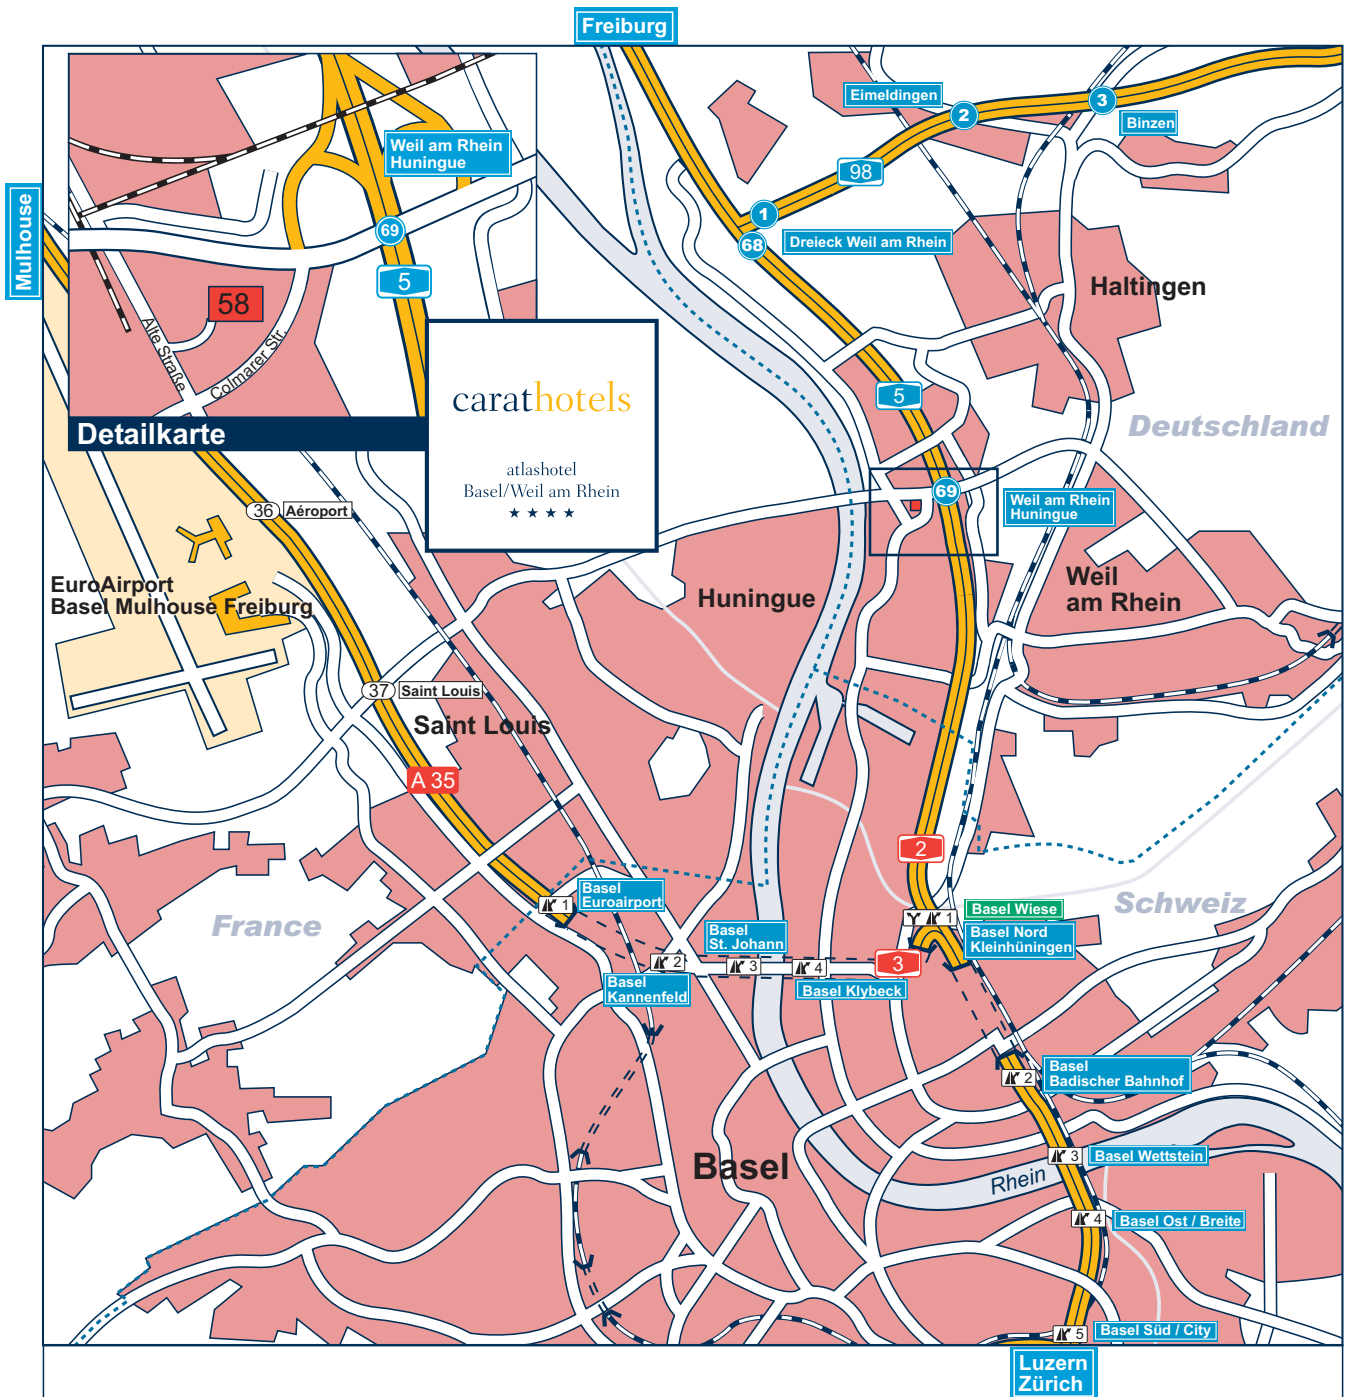 Freiburg
Mulhouse
Eimeldingen
2
3
Binzen
98
1
68
Dreieck Weil am Rhein
Weil am Rhein
Huningue
69
5
58
Alte Straße
Colmarer Str.
Detailkarte
carathotels
atlashotel
Basel/Weil am Rhein
★ ★ ★ ★
Haltingen
5
Deutschland
69
Weil am Rhein
Huningue
36
Aéroport
EuroAirport
Basel Mulhouse Freiburg
Huningue
Weil
am Rhein
37
Saint Louis
Saint Louis
A 35
2
France
Schweiz
1
Basel
Euroairport
1
Basel Wiese
Basel Nord
Kleinhüningen
Basel
St. Johann
2
3
4
3
Basel
Kannenfeld
Basel Klybeck
2
Basel
Badischer Bahnhof
3
Basel Wettstein
Basel
Rhein
4
Basel Ost / Breite
5
Basel Süd / City
Luzern
Zürich